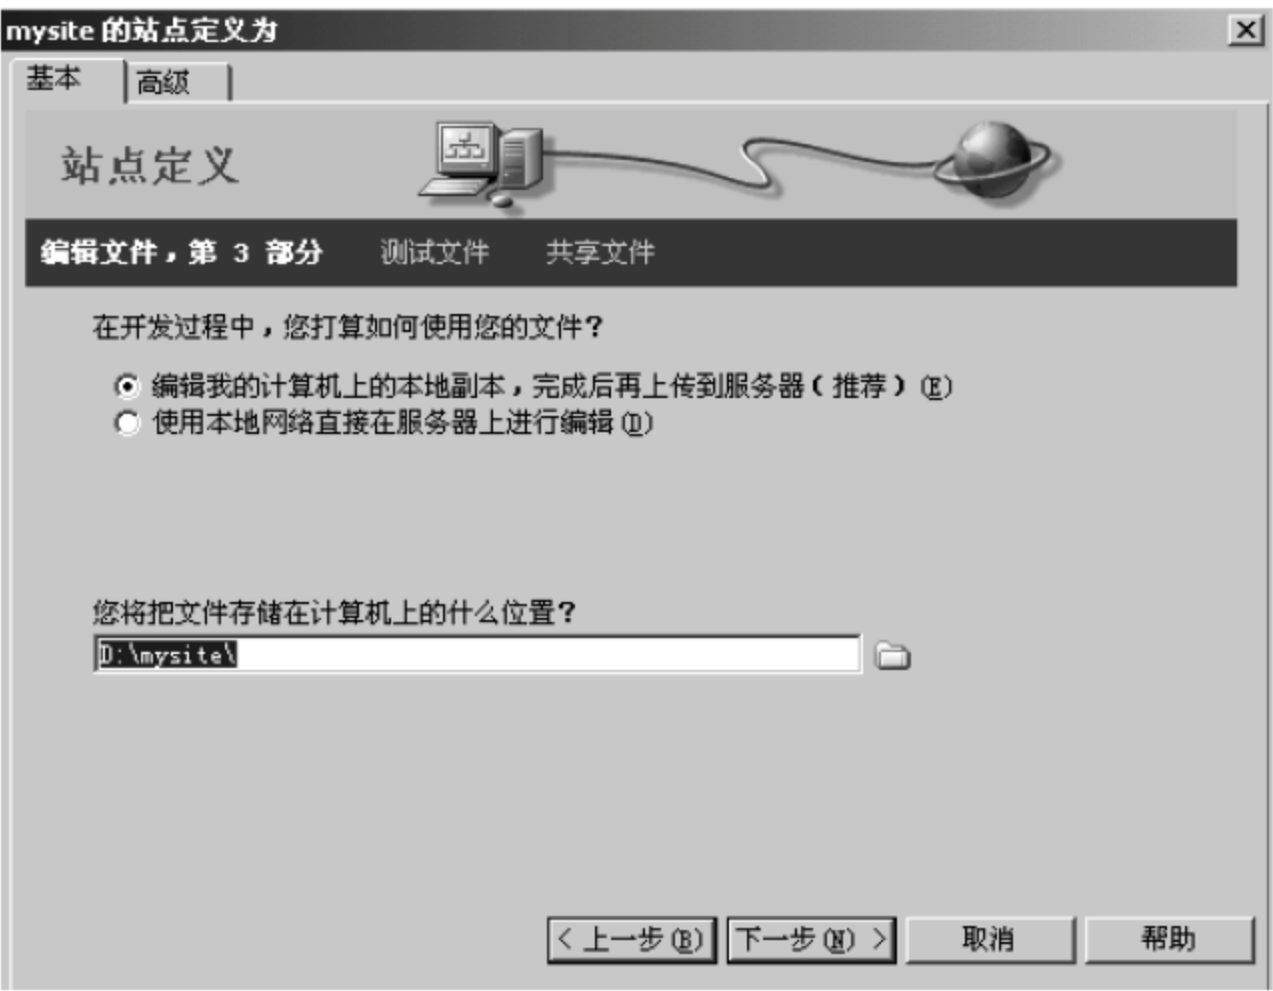 mysite 的站点定义为
基本 高级
站点定义
编辑文件，第 3 部分 测试文件 共享文件
在开发过程中，您打算如何使用您的文件？
编辑我的计算机上的本地副本，完成后再上传到服务器（推荐）(E)
使用本地网络直接在服务器上进行编辑(D)
您将把文件存储在计算机上的什么位置？
D:\mysite\
< 上一步(B) 下一步(N) > 取消 帮助